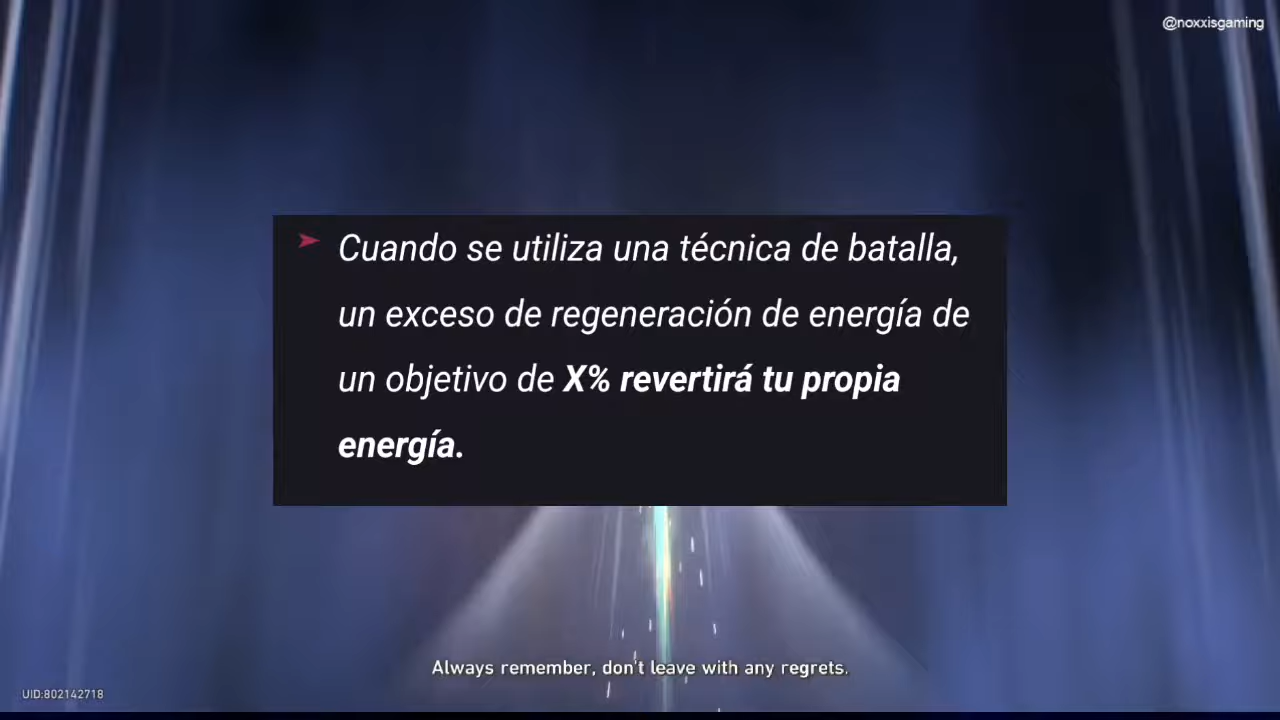 @noxxisgaming
Cuando se utiliza una técnica de batalla,
un exceso de regeneración de energía de
un objetivo de X% revertirá tu propia
energía.
Always remember, don't leave with any regrets.
UID:802142718